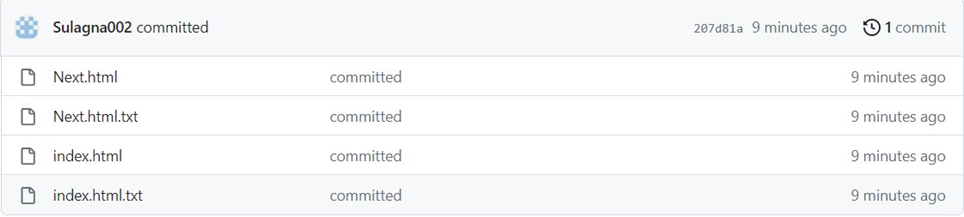 Sulagna002 committed 207d81a 9 minutes ago 1 commit
Next.html committed 9 minutes ago
Next.html.txt committed 9 minutes ago
index.html committed 9 minutes ago
index.html.txt committed 9 minutes ago